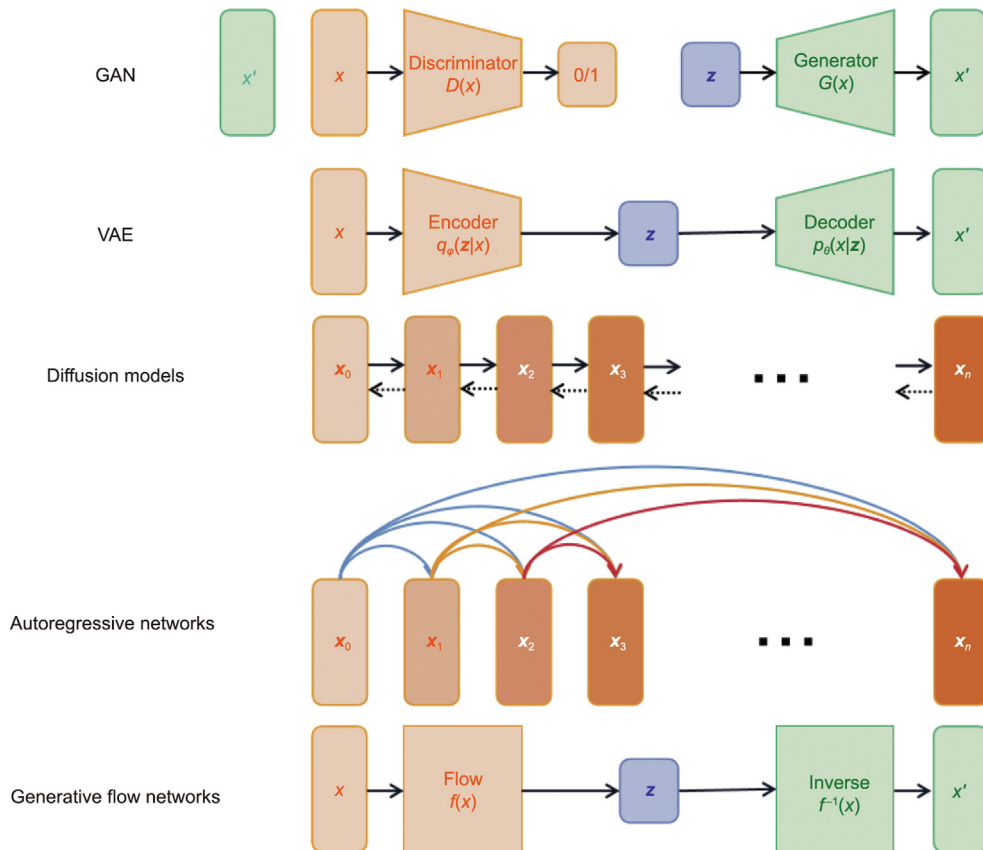 GAN
x′
x
Discriminator
D(x)
0/1
z
Generator
G(x)
x′
VAE
x
Encoder
qφ(z|x)
z
Decoder
pθ(x|z)
x′
Diffusion models
x0
x1
x2
x3
xn
Autoregressive networks
x0
x1
x2
x3
xn
Generative flow networks
x
Flow
f(x)
z
Inverse
f⁻¹(x)
x′